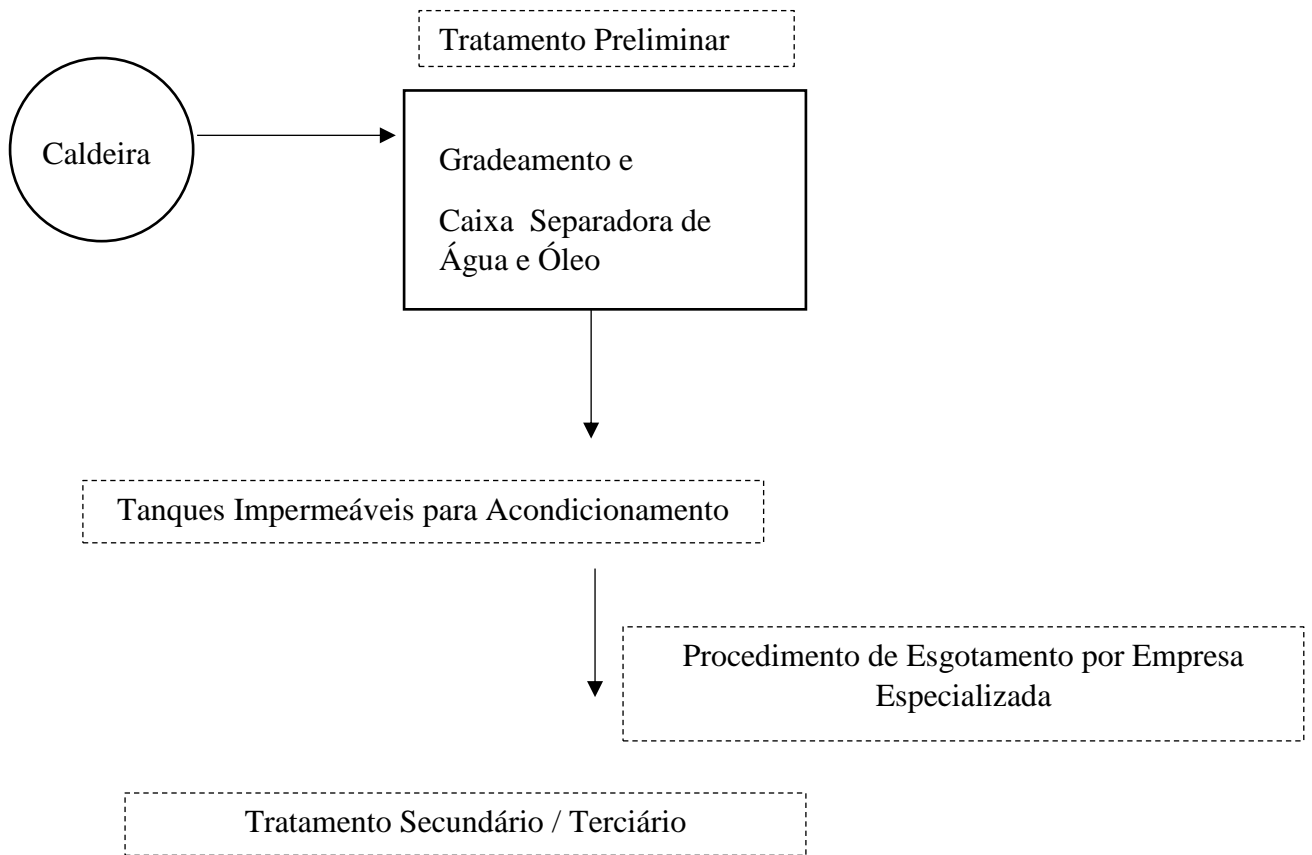 Tratamento Preliminar
Caldeira
Gradeamento e
Caixa Separadora de
Água e Óleo
Tanques Impermeáveis para Acondicionamento
Procedimento de Esgotamento por Empresa
Especializada
Tratamento Secundário / Terciário